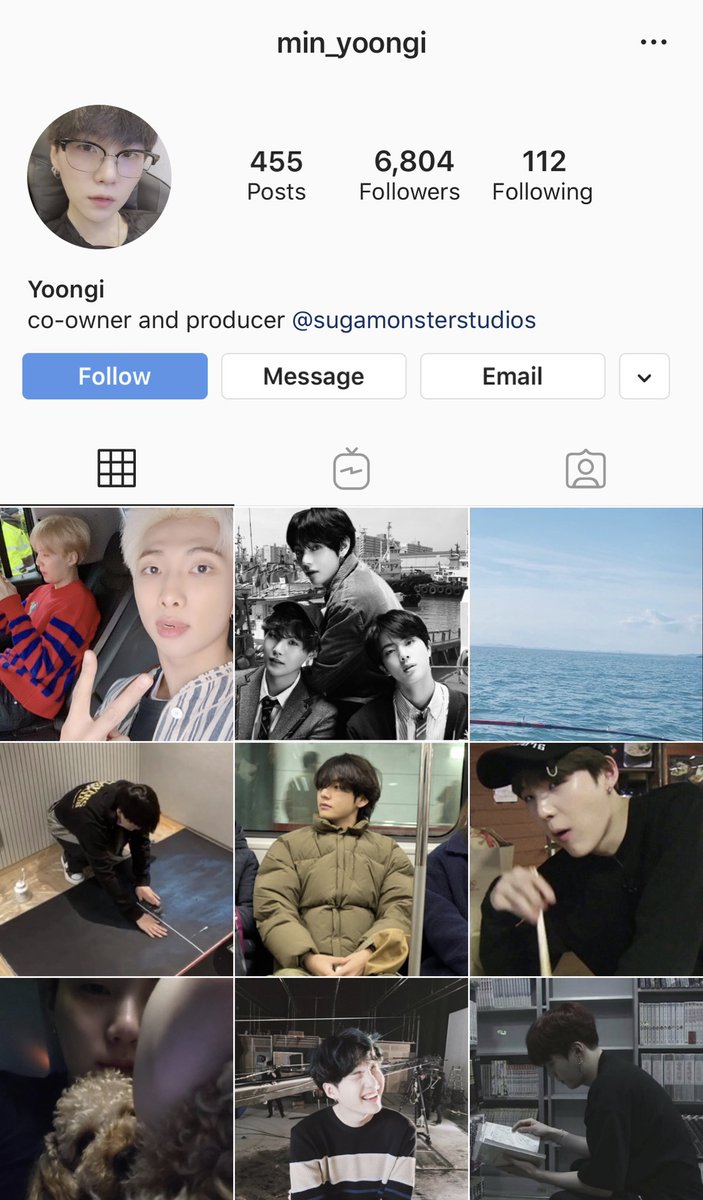 min_yoongi
455
Posts
6,804
Followers
112
Following
Yoongi
co-owner and producer @sugamonsterstudios
Follow
Message
Email